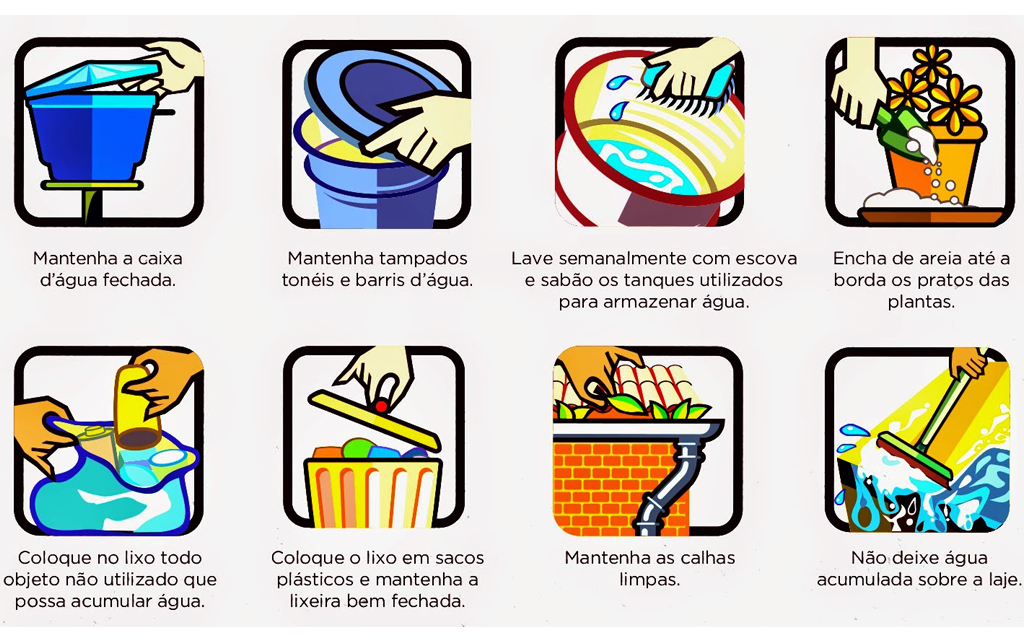 Mantenha a caixa
d'água fechada.
Mantenha tampados
tonéis e barris d'água.
Lave semanalmente com escova
e sabão os tanques utilizados
para armazenar água.
Encha de areia até a
borda os pratos das
plantas.
Coloque no lixo todo
objeto não utilizado que
possa acumular água.
Coloque o lixo em sacos
plásticos e mantenha a
lixeira bem fechada.
Mantenha as calhas
limpas.
Não deixe água
acumulada sobre a laje.